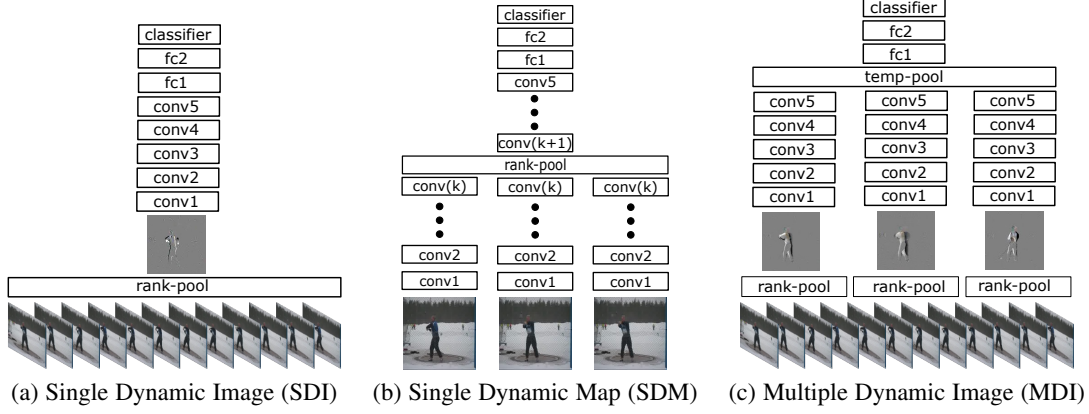 classifier
fc2
fc1
conv5
conv4
conv3
conv2
conv1
rank-pool
(a) Single Dynamic Image (SDI)
classifier
fc2
fc1
conv5
conv(k+1)
rank-pool
conv(k) conv(k) conv(k)
conv2 conv2 conv2
conv1 conv1 conv1
(b) Single Dynamic Map (SDM)
classifier
fc2
fc1
temp-pool
conv5 conv5 conv5
conv4 conv4 conv4
conv3 conv3 conv3
conv2 conv2 conv2
conv1 conv1 conv1
rank-pool rank-pool rank-pool
(c) Multiple Dynamic Image (MDI)